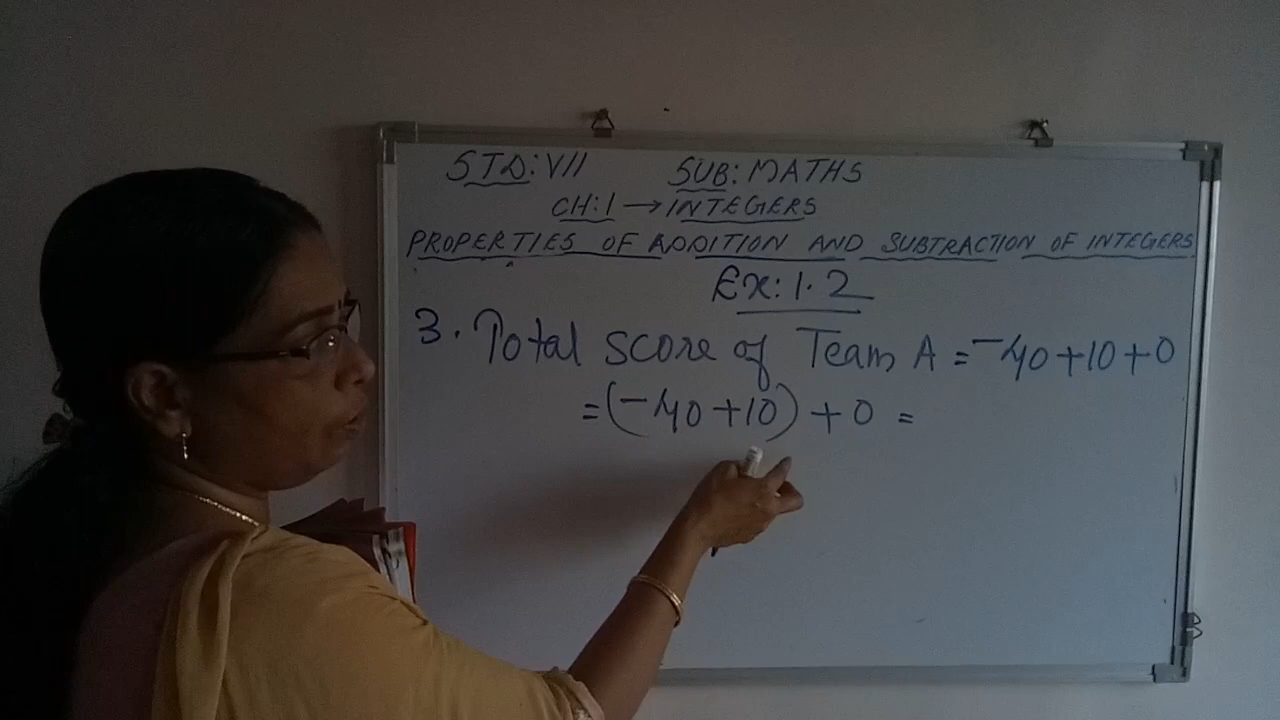 STD: VII SUB: MATHS
CH:1 → INTEGERS
PROPERTIES OF ADDITION AND SUBTRACTION OF INTEGERS
Ex: 1.2
3. Total score of Team A = -40+10+0
= (-40+10) + 0 =